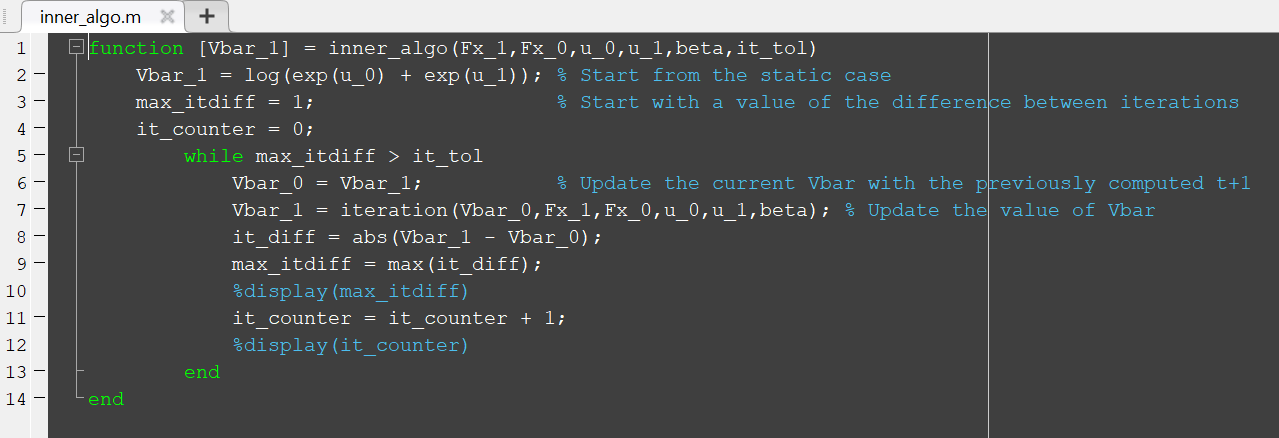 inner_algo.m
1 function [Vbar_1] = inner_algo(Fx_1,Fx_0,u_0,u_1,beta,it_tol)
2 Vbar_1 = log(exp(u_0) + exp(u_1)); % Start from the static case
3 max_itdiff = 1; % Start with a value of the difference between iterations
4 it_counter = 0;
5 while max_itdiff > it_tol
6 Vbar_0 = Vbar_1; % Update the current Vbar with the previously computed t+1
7 Vbar_1 = iteration(Vbar_0,Fx_1,Fx_0,u_0,u_1,beta); % Update the value of Vbar
8 it_diff = abs(Vbar_1 - Vbar_0);
9 max_itdiff = max(it_diff);
10 %display(max_itdiff)
11 it_counter = it_counter + 1;
12 %display(it_counter)
13 end
14 end